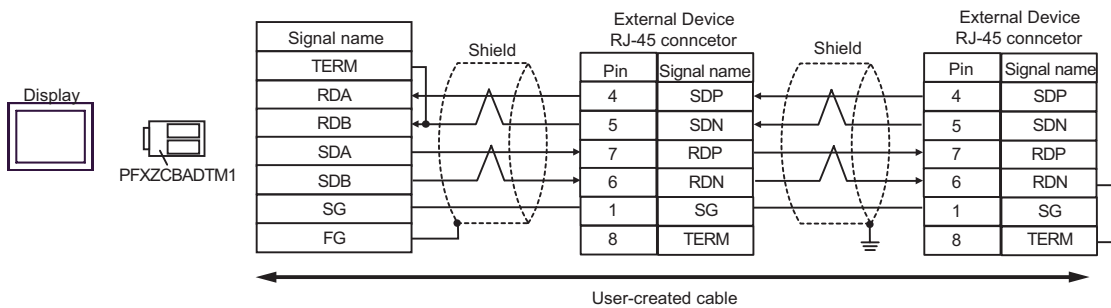 Display
PFXZCBADTM1
Signal name
TERM
RDA
RDB
SDA
SDB
SG
FG
Shield
External Device
RJ-45 conncetor
Pin Signal name
4 SDP
5 SDN
7 RDP
6 RDN
1 SG
8 TERM
Shield
External Device
RJ-45 conncetor
Pin Signal name
4 SDP
5 SDN
7 RDP
6 RDN
1 SG
8 TERM
User-created cable